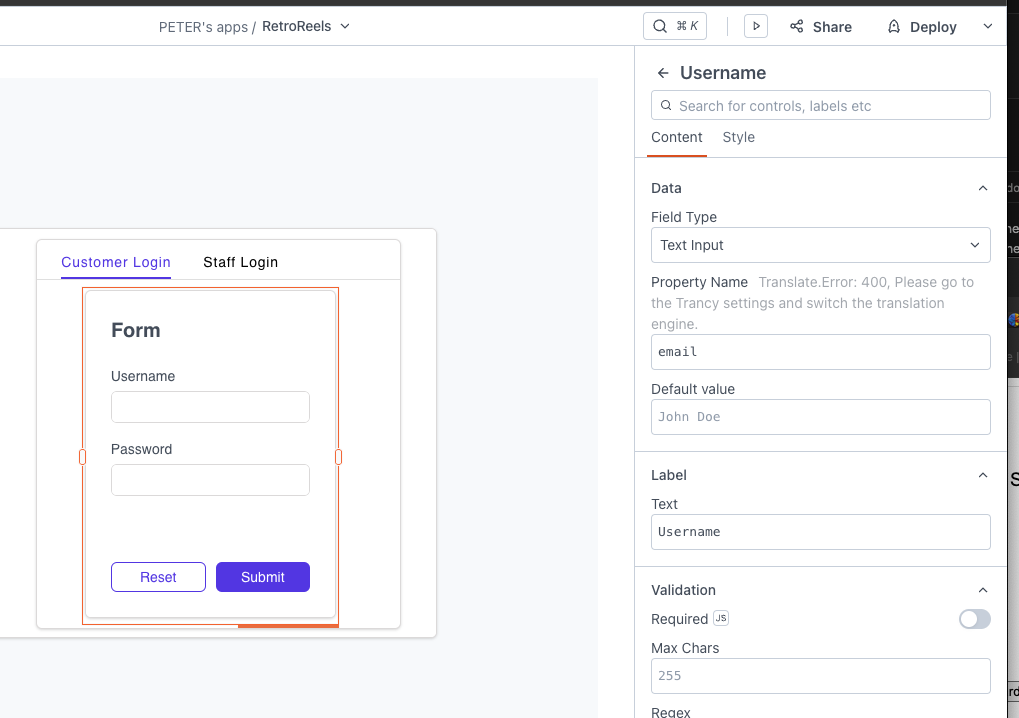 PETER's apps / RetroReels
⌘ K
Share
Deploy
Username
Search for controls, labels etc
Content Style
Data
Field Type
Text Input
Property Name Translate.Error: 400, Please go to
the Trancy settings and switch the translation
engine.
email
Default value
John Doe
Label
Text
Username
Validation
Required JS
Max Chars
255
Regex
Customer Login Staff Login
Form
Username
Password
Reset Submit